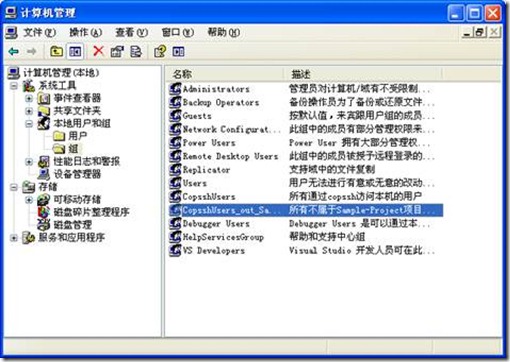 计算机管理
文件(F) 操作(A) 查看(V) 窗口(W) 帮助(H)
计算机管理(本地)
系统工具
事件查看器
共享文件夹
本地用户和组
用户
组
性能日志和警报
设备管理器
存储
可移动存储
磁盘碎片整理程序
磁盘管理
服务和应用程序
名称 描述
Administrators 管理员对计算机/域有不受限制...
Backup Operators 备份操作员为了备份或还原文件...
Guests 按默认值，来宾跟用户组的成员...
Network Configurat... 此组中的成员有部分管理权限来...
Power Users Power User 拥有大部分管理权...
Remote Desktop Users 此组中的成员被授予远程登录的...
Replicator 支持域中的文件复制
Users 用户无法进行有意或无意的改动...
CopsshUsers 所有通过copssh访问本机的用户
CopsshUsers_out_Sa... 所有不属于Sample-Project项目...
Debugger Users Debugger Users 是可以通过本...
HelpServicesGroup 帮助和支持中心组
VS Developers Visual Studio 开发人员可在此...